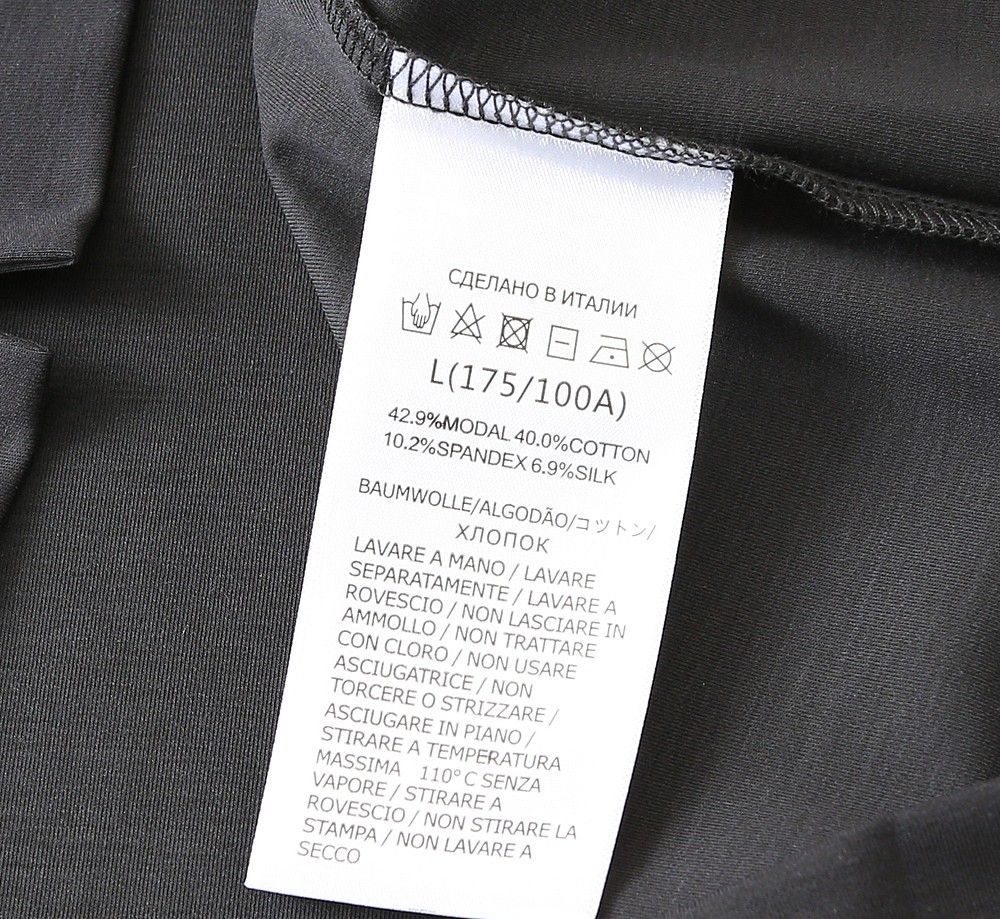 СДЕЛАНО В ИТАЛИИ
L(175/100A)
42.9%MODAL 40.0%COTTON
10.2%SPANDEX 6.9%SILK
BAUMWOLLE/ALGODÃO/コットン/
ХЛОПОК
LAVARE A MANO / LAVARE
SEPARATAMENTE / LAVARE A
ROVESCIO / NON LASCIARE IN
AMMOLLO / NON TRATTARE
CON CLORO / NON USARE
ASCIUGATRICE / NON
TORCERE O STRIZZARE /
ASCIUGARE IN PIANO /
STIRARE A TEMPERATURA
MASSIMA 110° C SENZA
VAPORE / STIRARE A
ROVESCIO / NON STIRARE LA
STAMPA / NON LAVARE A
SECCO